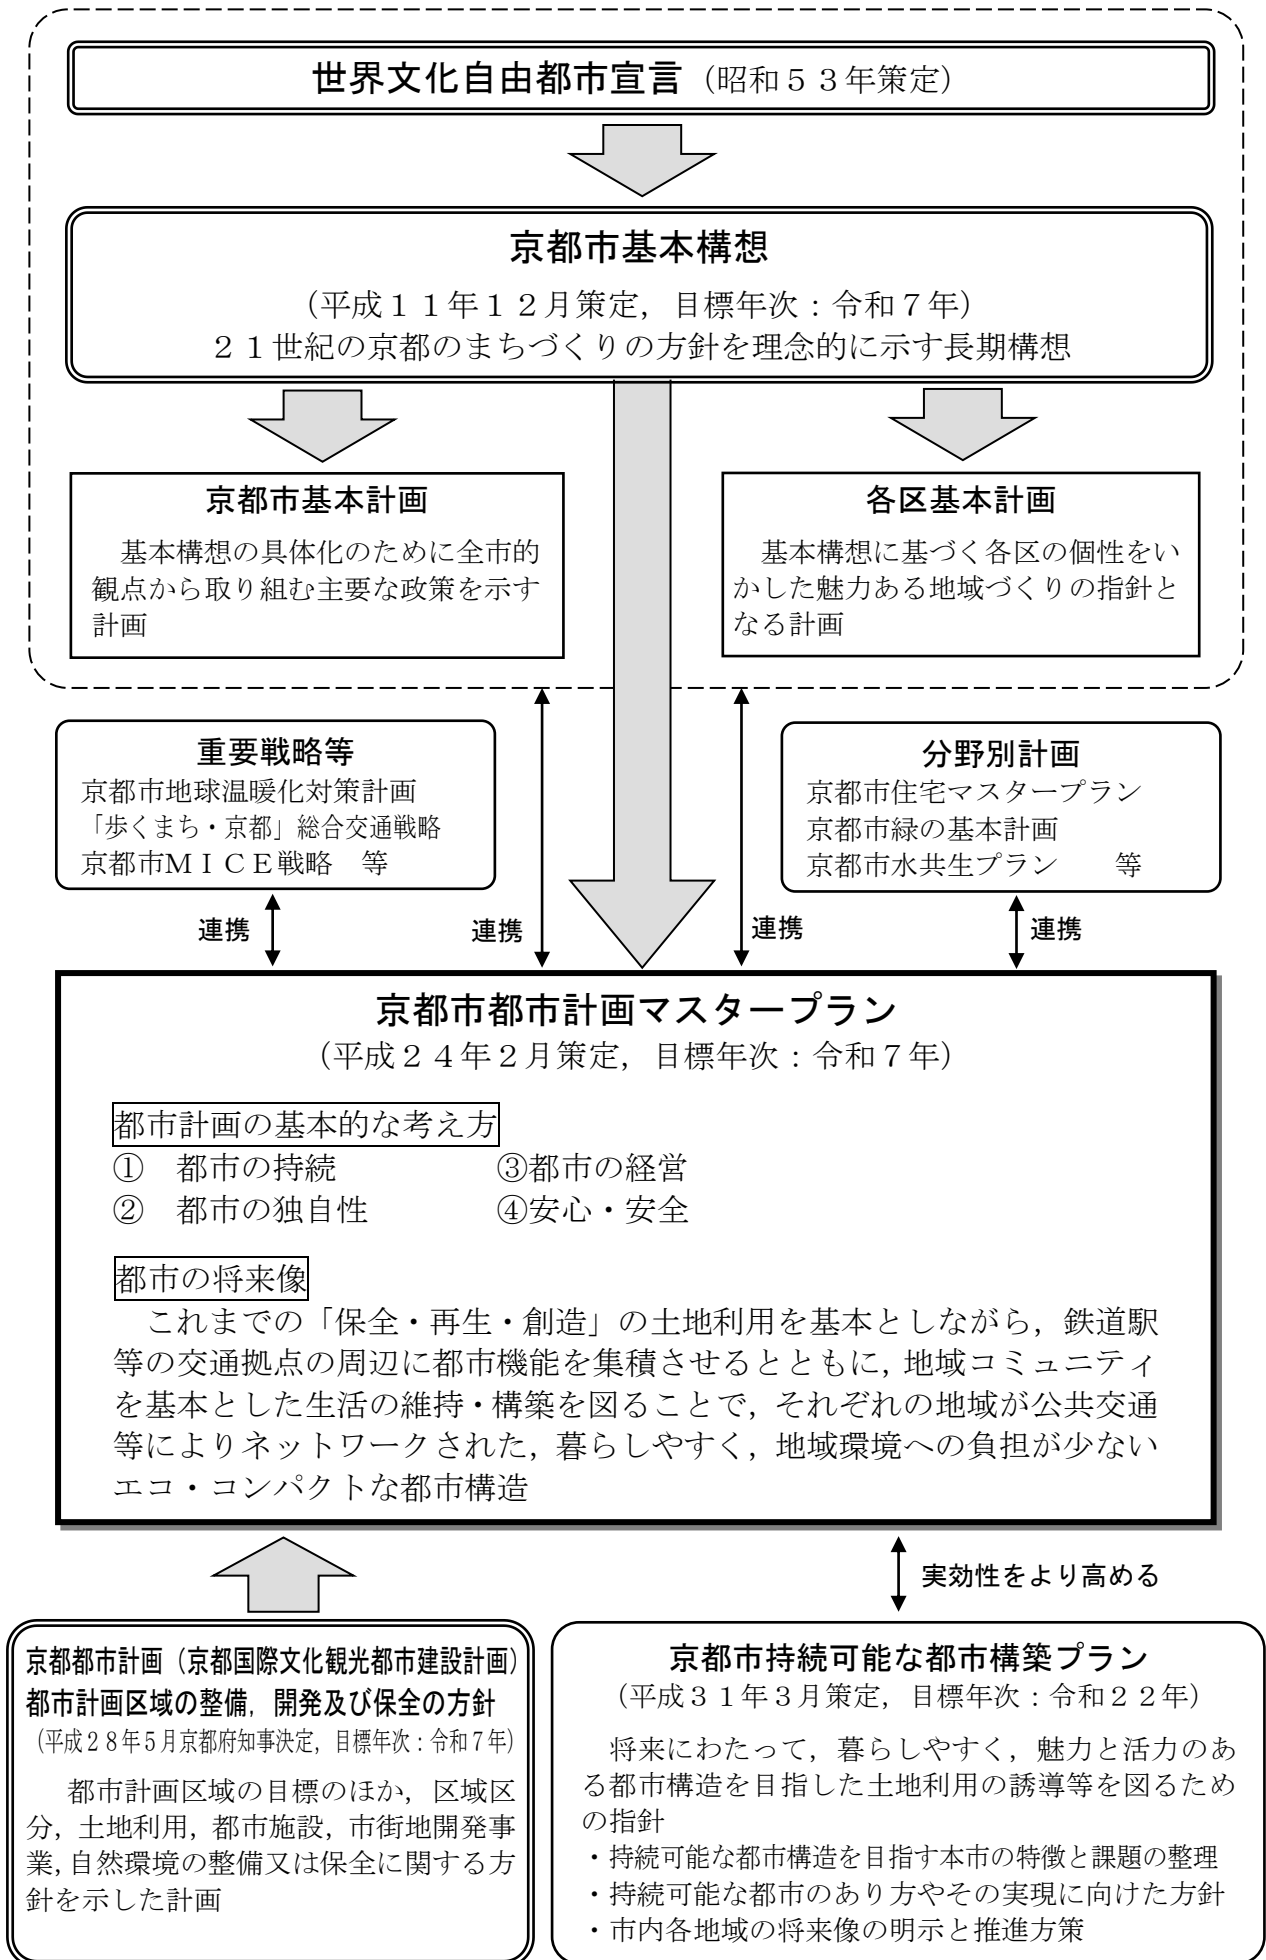 世界文化自由都市宣言（昭和５３年策定）
京都市基本構想
（平成１１年１２月策定，目標年次：令和７年）
２１世紀の京都のまちづくりの方針を理念的に示す長期構想
京都市基本計画
基本構想の具体化のために全市的
観点から取り組む主要な政策を示す
計画
各区基本計画
基本構想に基づく各区の個性をい
かした魅力ある地域づくりの指針と
なる計画
重要戦略等
京都市地球温暖化対策計画
「歩くまち・京都」総合交通戦略
京都市ＭＩＣＥ戦略　等
分野別計画
京都市住宅マスタープラン
京都市緑の基本計画
京都市水共生プラン　　等
連携
連携
連携
連携
京都市都市計画マスタープラン
（平成２４年２月策定，目標年次：令和７年）
都市計画の基本的な考え方
①　都市の持続　　　　　③都市の経営
②　都市の独自性　　　　④安心・安全
都市の将来像
これまでの「保全・再生・創造」の土地利用を基本としながら，鉄道駅
等の交通拠点の周辺に都市機能を集積させるとともに，地域コミュニティ
を基本とした生活の維持・構築を図ることで，それぞれの地域が公共交通
等によりネットワークされた，暮らしやすく，地域環境への負担が少ない
エコ・コンパクトな都市構造
実効性をより高める
京都都市計画（京都国際文化観光都市建設計画）
都市計画区域の整備，開発及び保全の方針
（平成２８年５月京都府知事決定，目標年次：令和７年）
都市計画区域の目標のほか，区域区
分，土地利用，都市施設，市街地開発事
業，自然環境の整備又は保全に関する方
針を示した計画
京都市持続可能な都市構築プラン
（平成３１年３月策定，目標年次：令和２２年）
将来にわたって，暮らしやすく，魅力と活力のあ
る都市構造を目指した土地利用の誘導等を図るため
の指針
・持続可能な都市構造を目指す本市の特徴と課題の整理
・持続可能な都市のあり方やその実現に向けた方針
・市内各地域の将来像の明示と推進方策